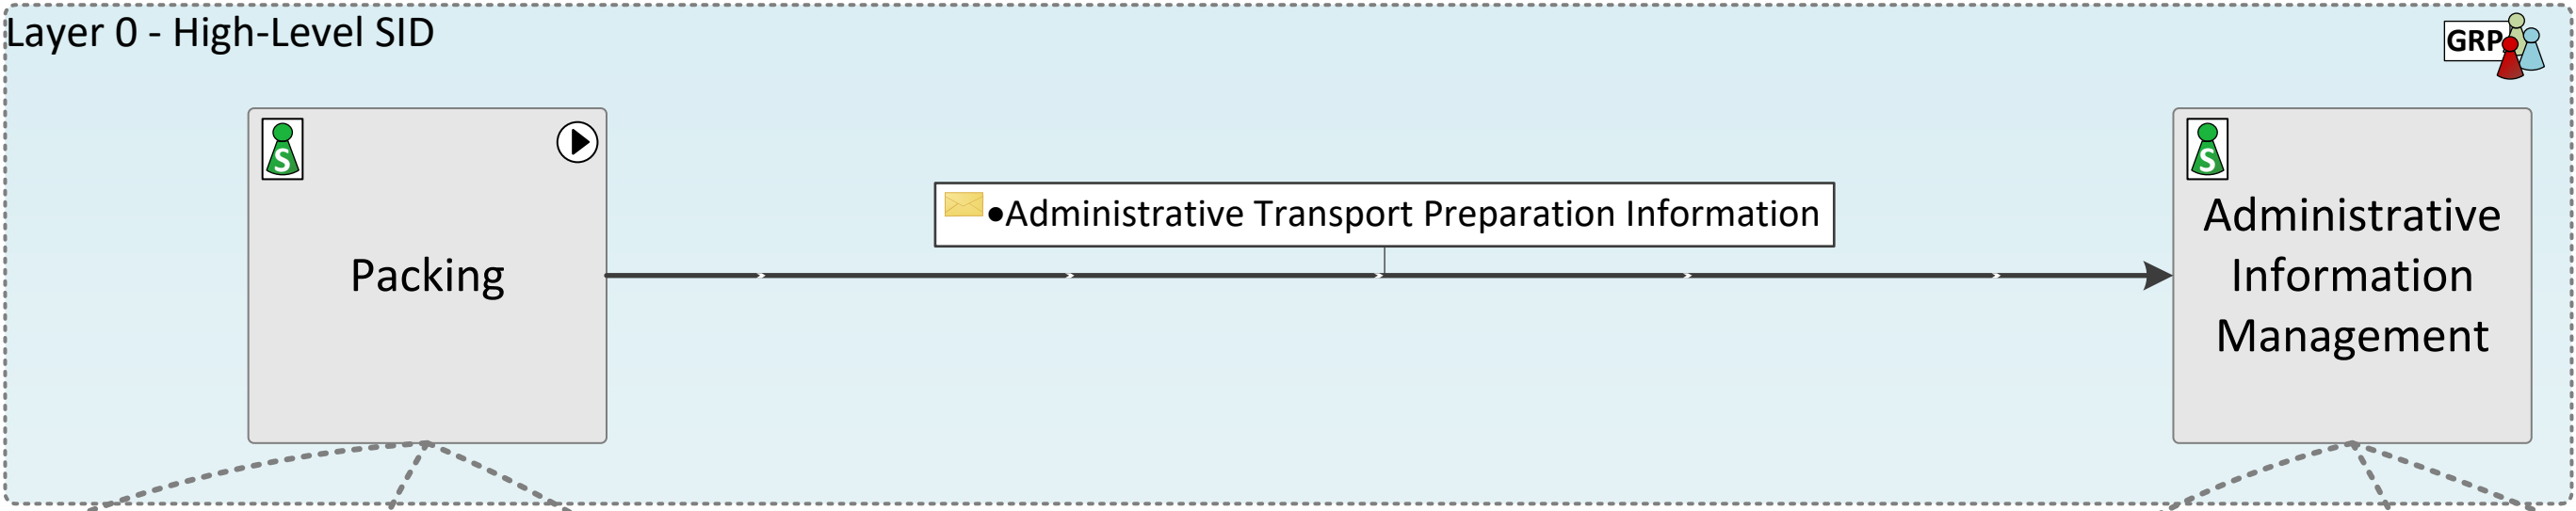 Layer 0 - High-Level SID
GRP
S
S
•Administrative Transport Preparation Information
Packing
Administrative
Information
Management